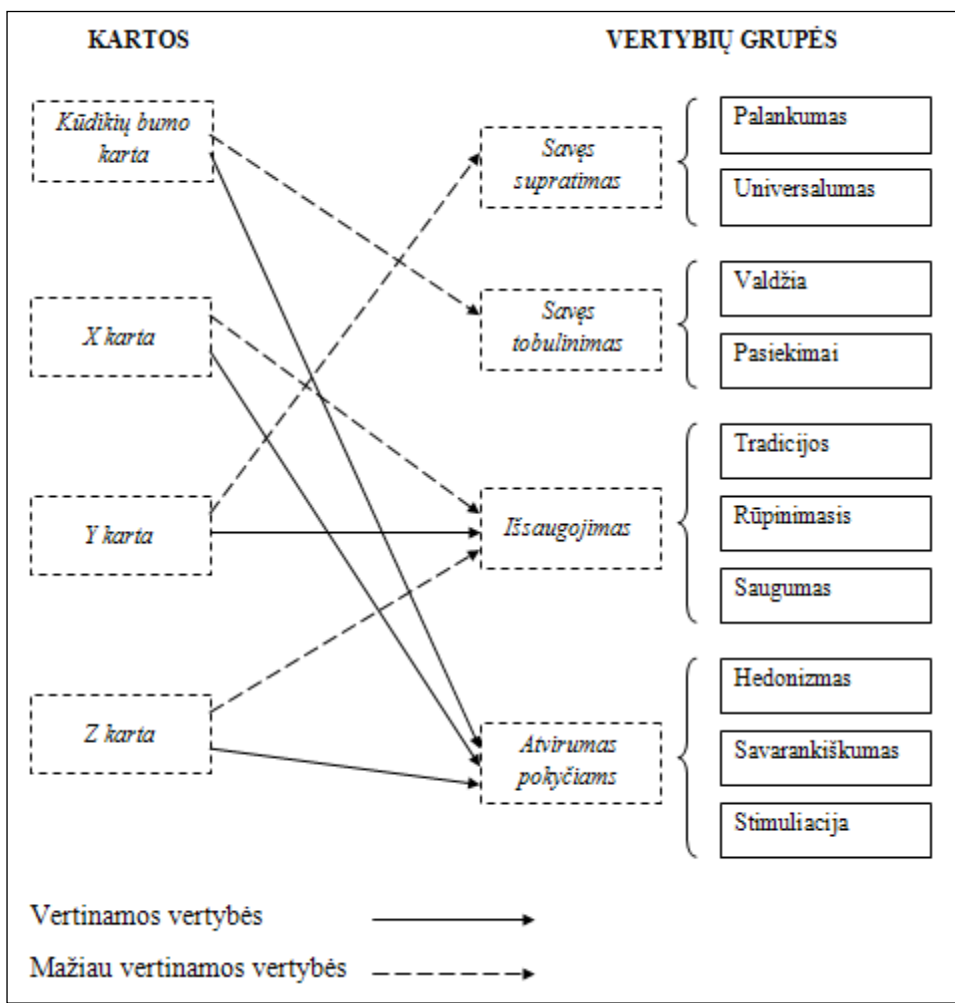 KARTOS
VERTYBIŲ GRUPĖS
Kūdikių bumo
karta
X karta
Y karta
Z karta
Savęs
supratimas
Savęs
tobulinimas
Išsaugojimas
Atvirumas
pokyčiams
Palankumas
Universalumas
Valdžia
Pasiekimai
Tradicijos
Rūpinimasis
Saugumas
Hedonizmas
Savarankiškumas
Stimuliacija
Vertinamos vertybės
Mažiau vertinamos vertybės